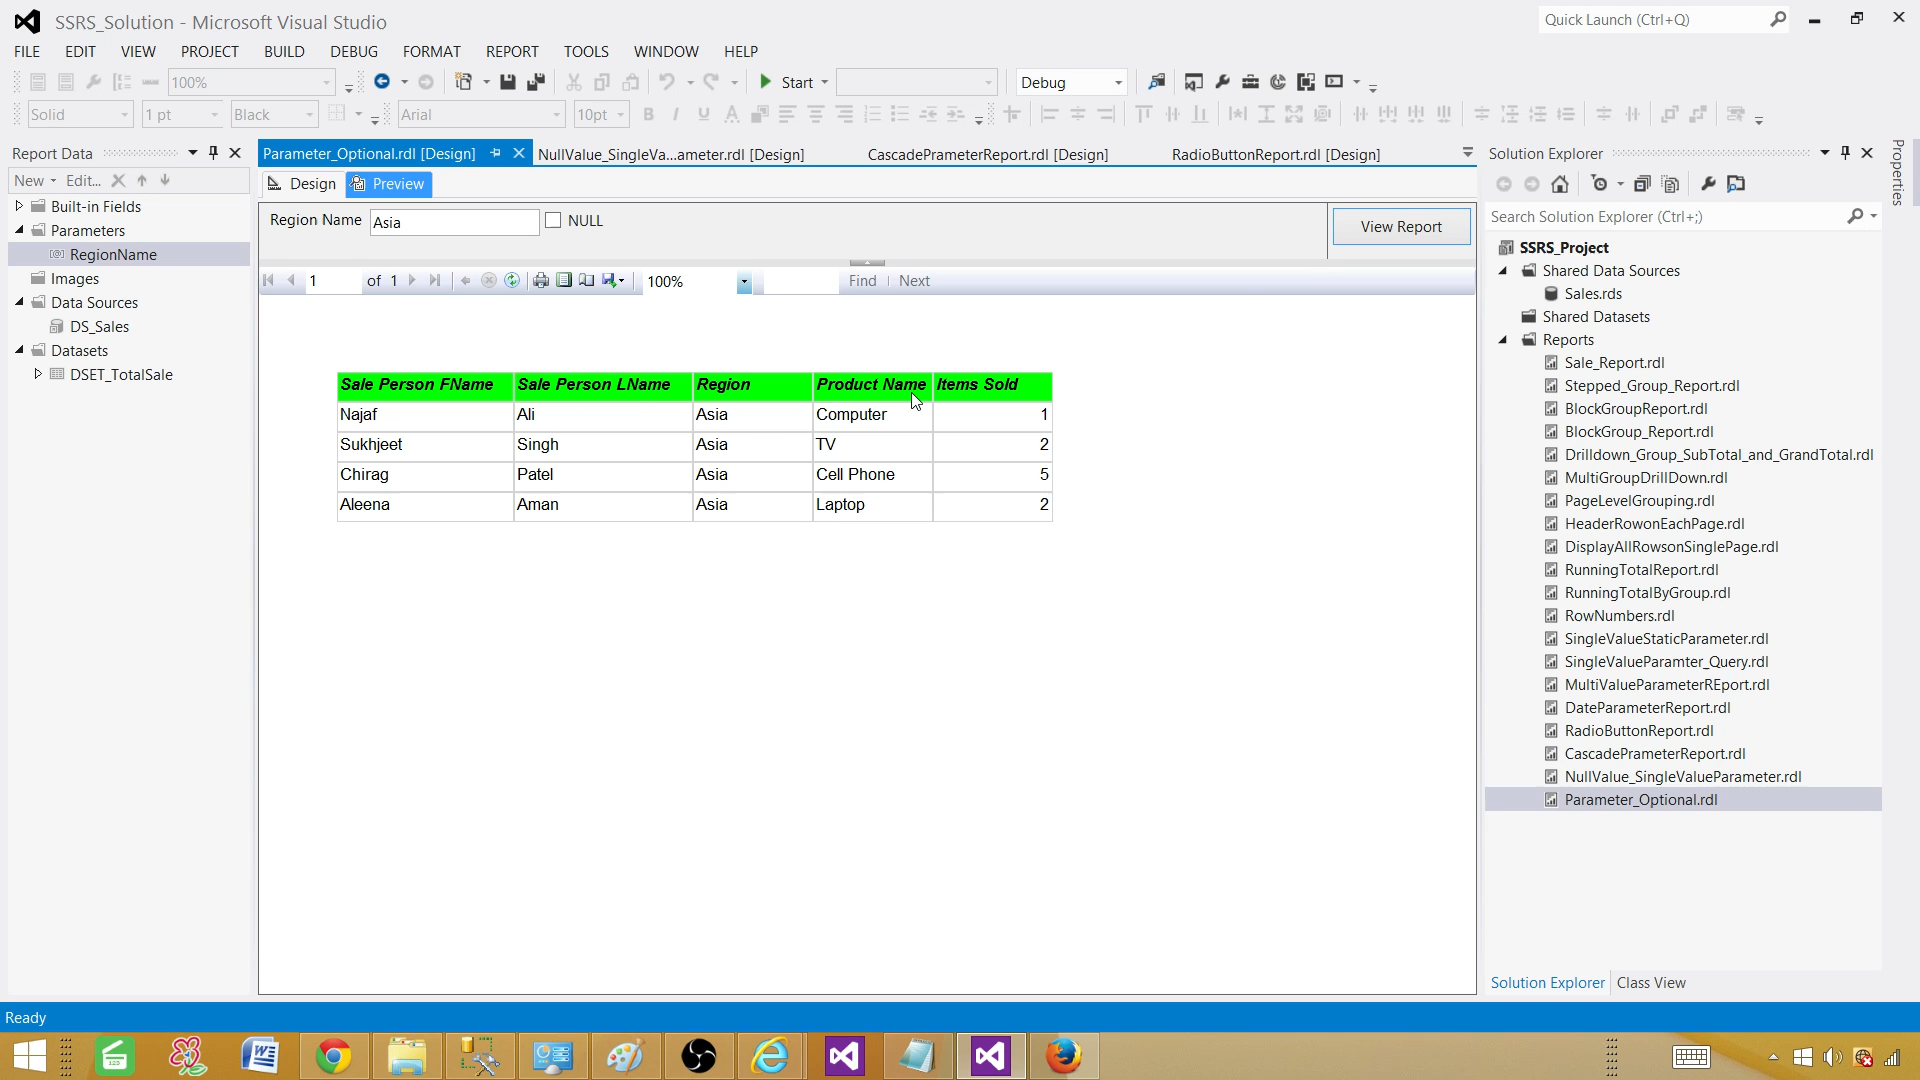 SSRS_Solution - Microsoft Visual Studio
Quick Launch (Ctrl+Q)
FILE EDIT VIEW PROJECT BUILD DEBUG FORMAT REPORT TOOLS WINDOW HELP
100% Start Debug
Solid 1 pt Black Arial 10pt B I U A
Report Data
New Edit...
Built-in Fields
Parameters
RegionName
Images
Data Sources
DS_Sales
Datasets
DSET_TotalSale
Parameter_Optional.rdl [Design] NullValue_SingleVa...ameter.rdl [Design] CascadePrameterReport.rdl [Design] RadioButtonReport.rdl [Design]
Design Preview
Region Name Asia NULL View Report
1 of 1 100% Find | Next
Sale Person FName Sale Person LName Region Product Name Items Sold
Najaf Ali Asia Computer 1
Sukhjeet Singh Asia TV 2
Chirag Patel Asia Cell Phone 5
Aleena Aman Asia Laptop 2
Solution Explorer
Search Solution Explorer (Ctrl+;)
SSRS_Project
Shared Data Sources
Sales.rds
Shared Datasets
Reports
Sale_Report.rdl
Stepped_Group_Report.rdl
BlockGroupReport.rdl
BlockGroup_Report.rdl
Drilldown_Group_SubTotal_and_GrandTotal.rdl
MultiGroupDrillDown.rdl
PageLevelGrouping.rdl
HeaderRowonEachPage.rdl
DisplayAllRowsonSinglePage.rdl
RunningTotalReport.rdl
RunningTotalByGroup.rdl
RowNumbers.rdl
SingleValueStaticParameter.rdl
SingleValueParamter_Query.rdl
MultiValueParameterREport.rdl
DateParameterReport.rdl
RadioButtonReport.rdl
CascadePrameterReport.rdl
NullValue_SingleValueParameter.rdl
Parameter_Optional.rdl
Solution Explorer Class View
Properties
Ready